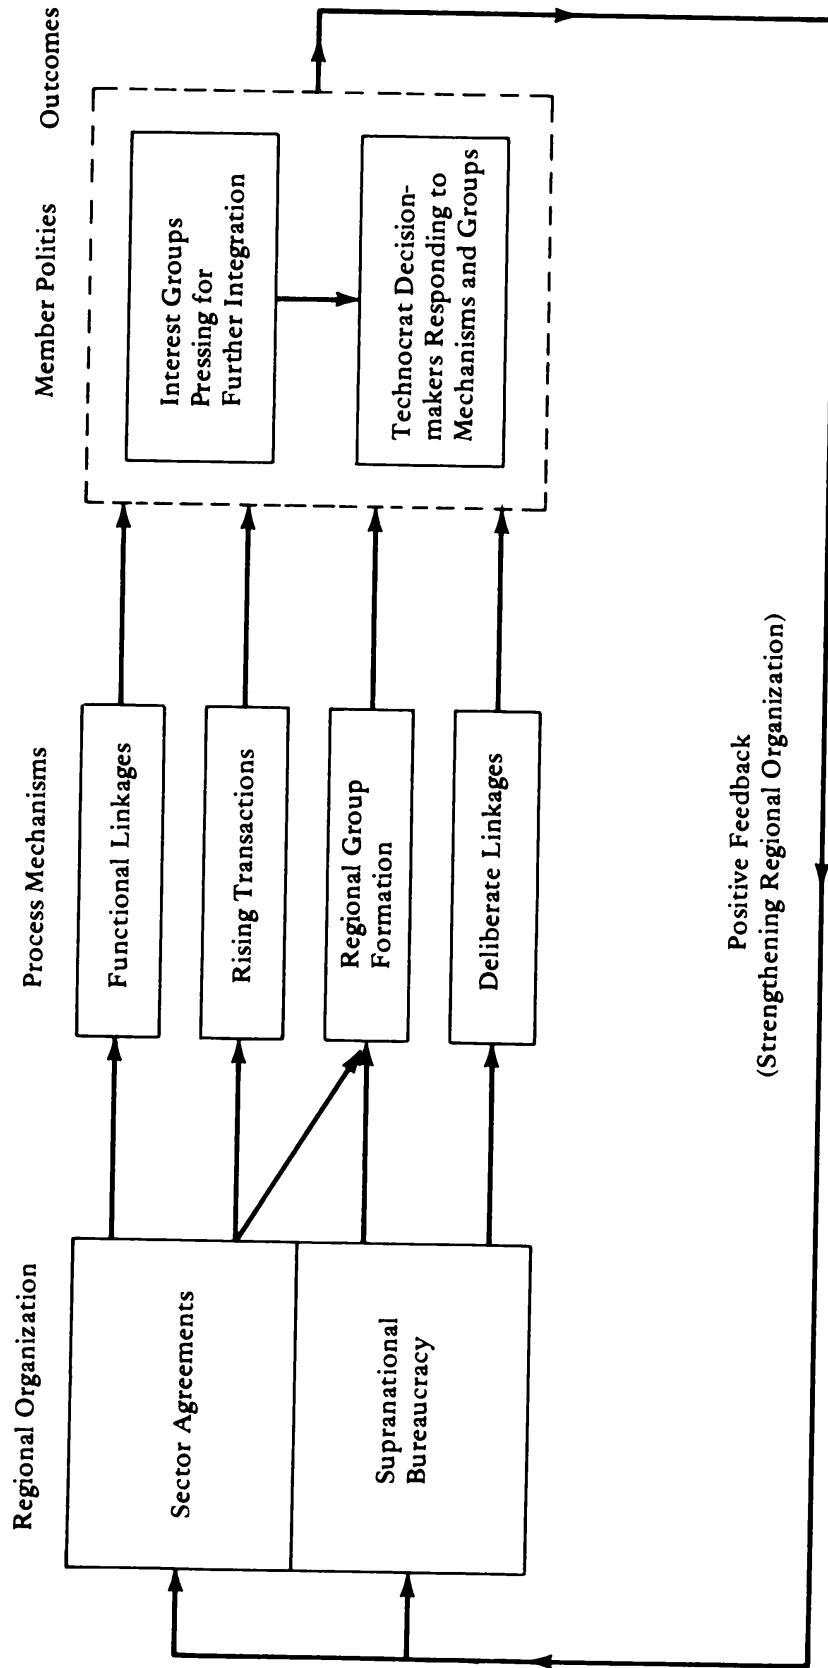 Regional Organization
Process Mechanisms
Member Polities
Outcomes
Sector Agreements
Supranational
Bureaucracy
Functional Linkages
Rising Transactions
Regional Group
Formation
Deliberate Linkages
Interest Groups
Pressing for
Further Integration
Technocrat Decision-
makers Responding to
Mechanisms and Groups
Positive Feedback
(Strengthening Regional Organization)